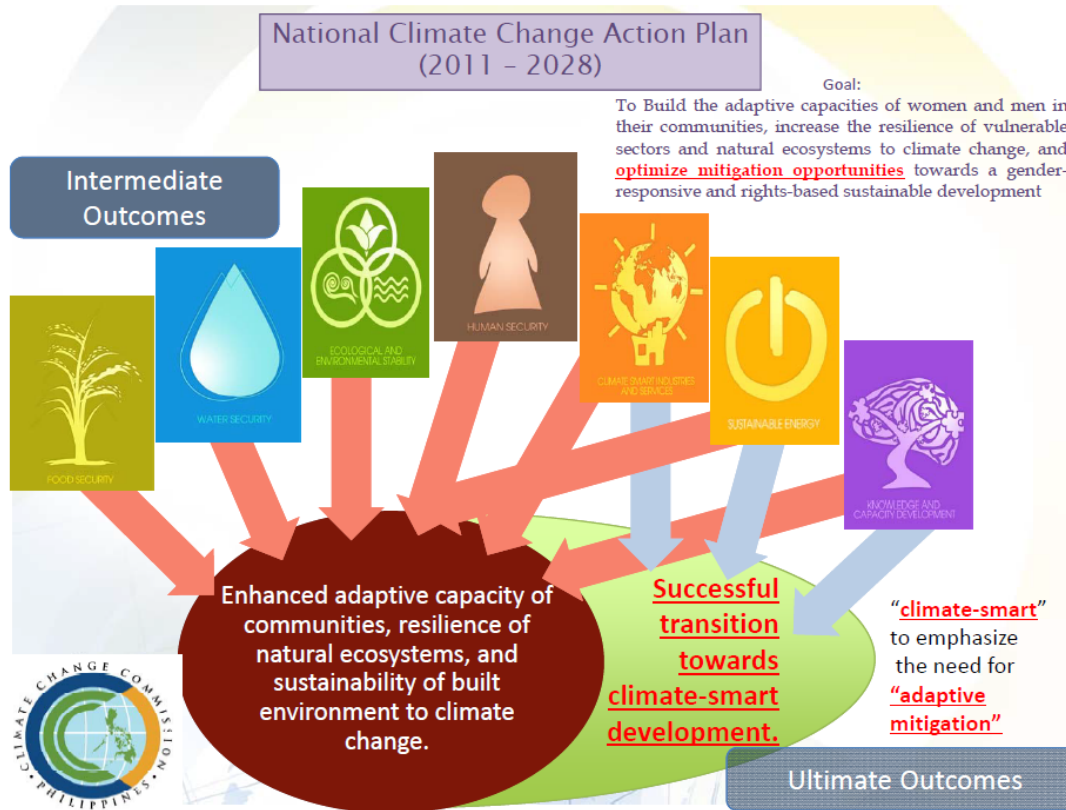 National Climate Change Action Plan
(2011 – 2028)
Goal:
To Build the adaptive capacities of women and men in
their communities, increase the resilience of vulnerable
sectors and natural ecosystems to climate change, and
optimize mitigation opportunities towards a gender-
responsive and rights-based sustainable development
Intermediate
Outcomes
FOOD SECURITY
WATER SECURITY
ECOLOGICAL AND
ENVIRONMENTAL STABILITY
HUMAN SECURITY
CLIMATE SMART INDUSTRIES
AND SERVICES
SUSTAINABLE ENERGY
KNOWLEDGE AND
CAPACITY DEVELOPMENT
Enhanced adaptive capacity of
communities, resilience of
natural ecosystems, and
sustainability of built
environment to climate
change.
Successful
transition
towards
climate-smart
development.
“climate-smart”
to emphasize
the need for
“adaptive
mitigation”
CLIMATE CHANGE COMMISSION
PHILIPPINES
Ultimate Outcomes